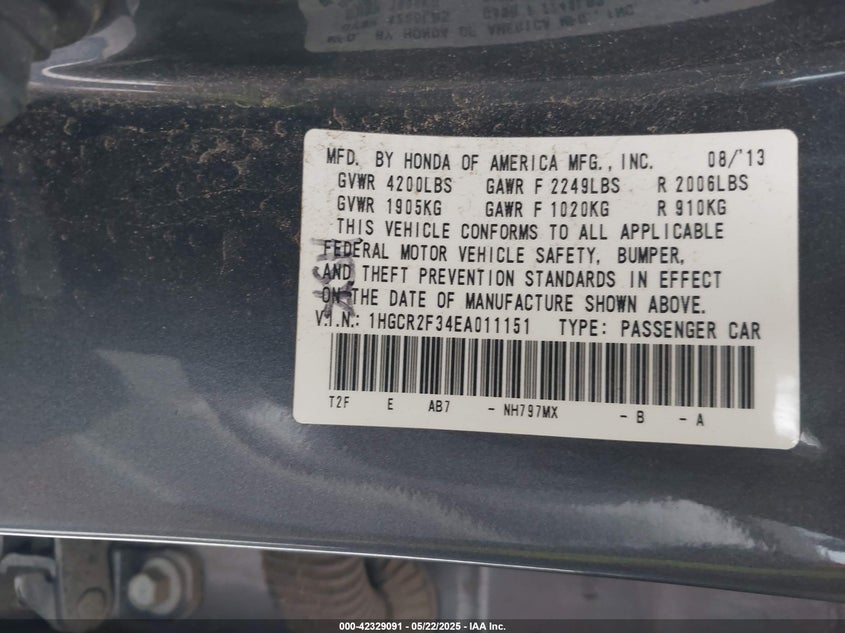 MFD. BY HONDA OF AMERICA MFG., INC. 08/'13
GVWR 4200LBS GAWR F 2249LBS R 2006LBS
GVWR 1905KG GAWR F 1020KG R 910KG
THIS VEHICLE CONFORMS TO ALL APPLICABLE
FEDERAL MOTOR VEHICLE SAFETY, BUMPER,
AND THEFT PREVENTION STANDARDS IN EFFECT
ON THE DATE OF MANUFACTURE SHOWN ABOVE.
V.I.N.: 1HGCR2F34EA011151 TYPE: PASSENGER CAR
T2F E AB7 - NH797MX - B - A
000-42329091 - 05/22/2025 - IAA Inc.